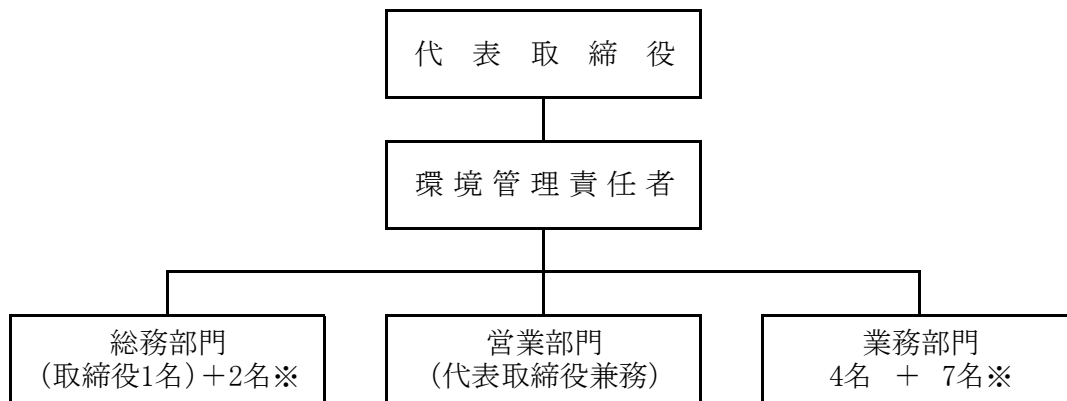 代表取締役
環境管理責任者
総務部門
(取締役1名)+2名※
営業部門
(代表取締役兼務)
業務部門
4名 + 7名※